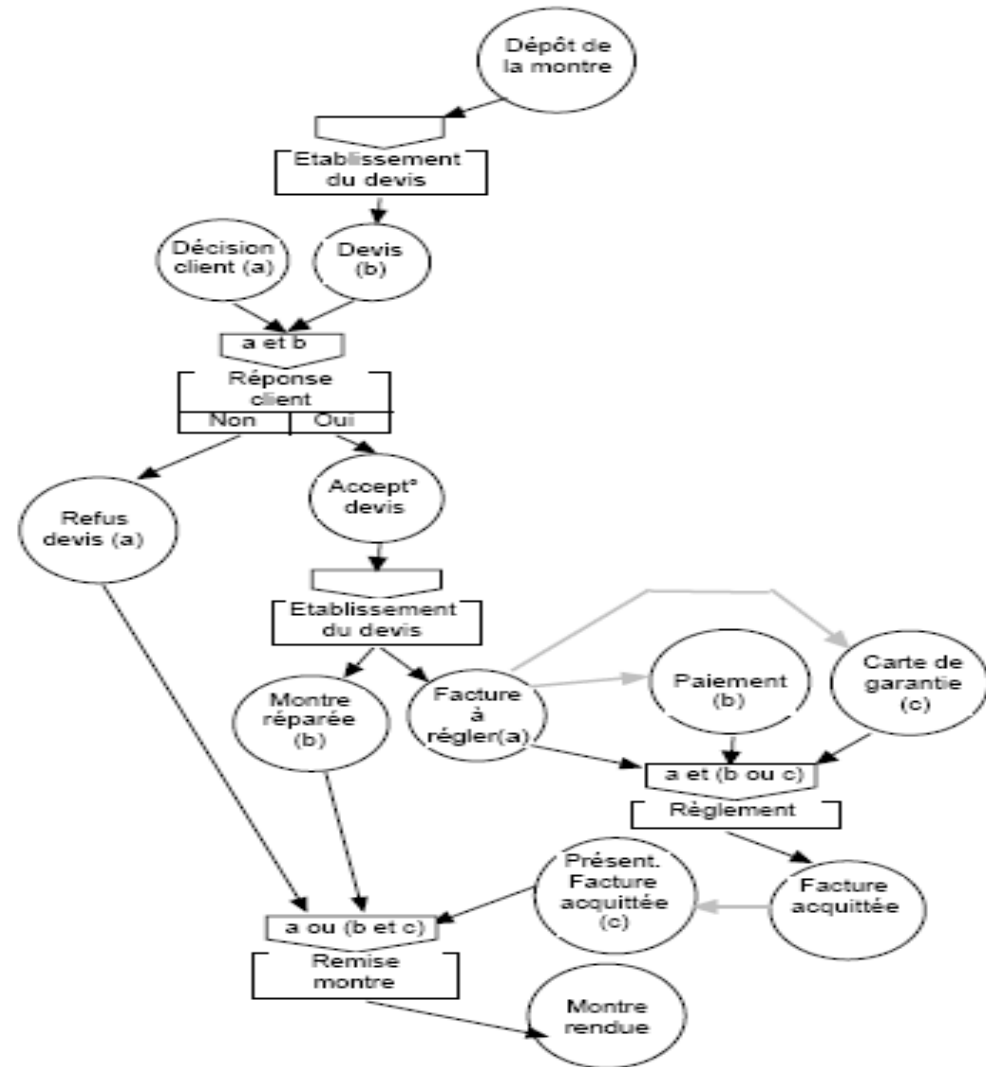 Dépôt de
la montre
Etablissement
du devis
Décision
client (a)
Devis
(b)
a et b
Réponse
client
Non
Oui
Refus
devis (a)
Accept°
devis
Etablissement
du devis
Montre
réparée
(b)
Facture
à
régler(a)
Paiement
(b)
Carte de
garantie
(c)
a et (b ou c)
Règlement
Présent.
Facture
acquittée
(c)
Facture
acquittée
a ou (b et c)
Remise
montre
Montre
rendue